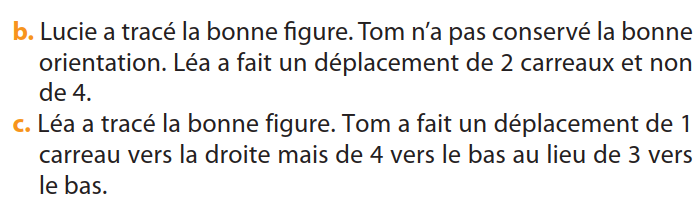 b. Lucie a tracé la bonne figure. Tom n’a pas conservé la bonne
orientation. Léa a fait un déplacement de 2 carreaux et non
de 4.
c. Léa a tracé la bonne figure. Tom a fait un déplacement de 1
carreau vers la droite mais de 4 vers le bas au lieu de 3 vers
le bas.